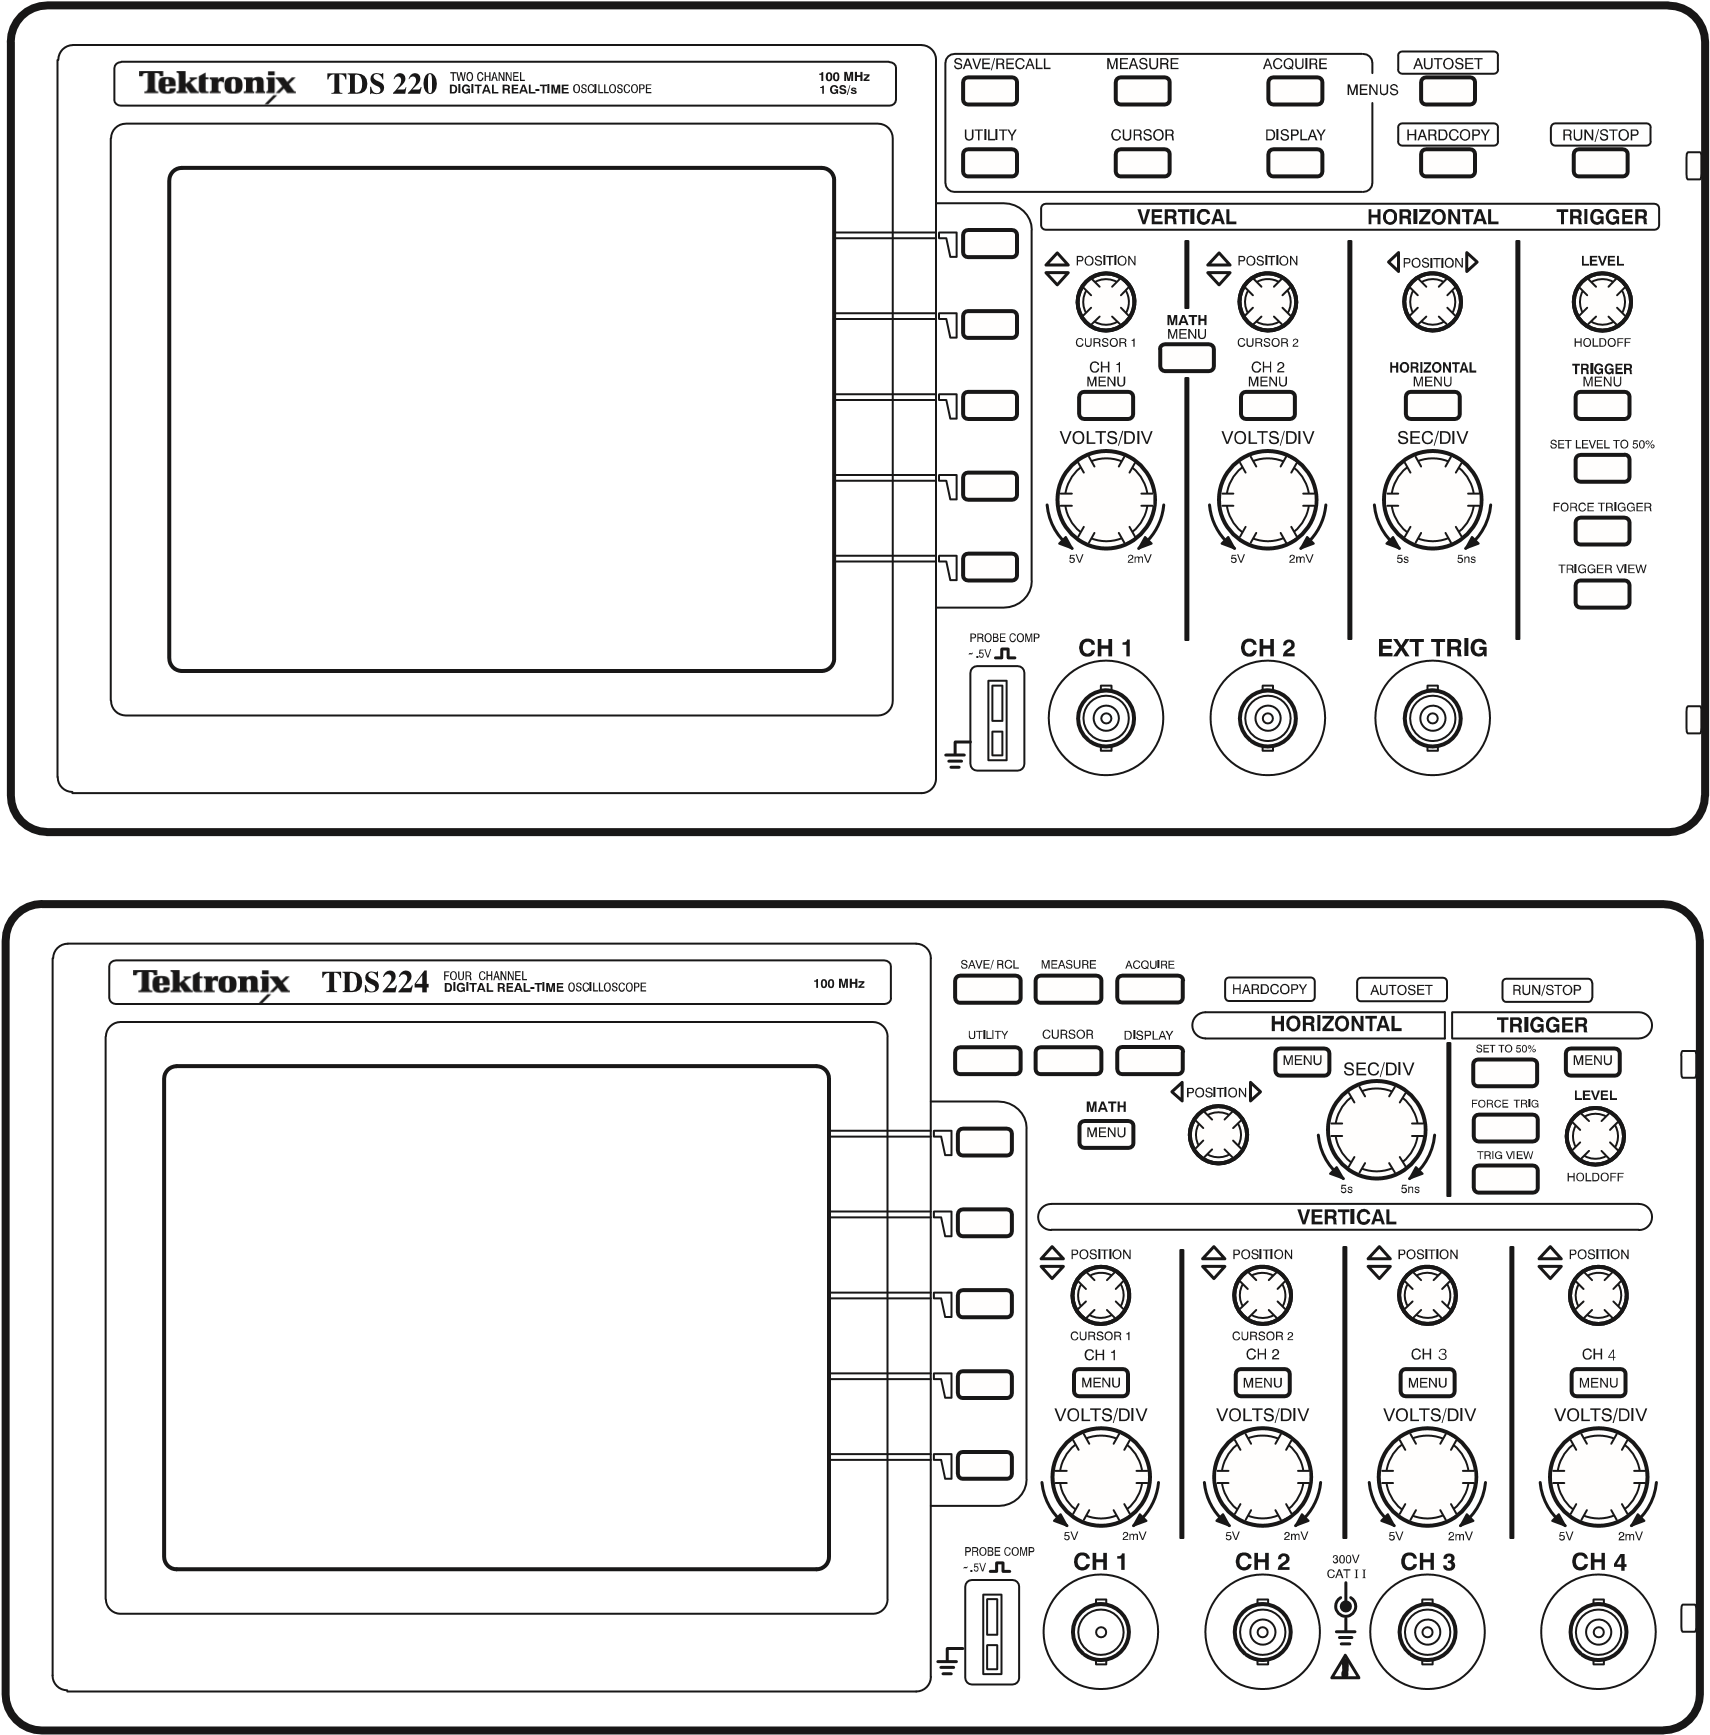 Tektronix TDS 220 TWO CHANNEL DIGITAL REAL-TIME OSCILLOSCOPE 100 MHz 1 GS/s
SAVE/RECALL MEASURE ACQUIRE MENUS AUTOSET
UTILITY CURSOR DISPLAY HARDCOPY RUN/STOP
VERTICAL HORIZONTAL TRIGGER
POSITION POSITION POSITION LEVEL
CURSOR 1 MATH MENU CURSOR 2 HOLDOFF
CH 1 MENU CH 2 MENU HORIZONTAL MENU TRIGGER MENU
VOLTS/DIV VOLTS/DIV SEC/DIV SET LEVEL TO 50%
FORCE TRIGGER
5V 2mV 5V 2mV 5s 5ns TRIGGER VIEW
PROBE COMP
~.5V
CH 1 CH 2 EXT TRIG
Tektronix TDS224 FOUR CHANNEL DIGITAL REAL-TIME OSCILLOSCOPE 100 MHz
SAVE/RCL MEASURE ACQUIRE
HARDCOPY AUTOSET RUN/STOP
UTILITY CURSOR DISPLAY
HORIZONTAL TRIGGER
MENU SEC/DIV SET TO 50% MENU
MATH MENU POSITION FORCE TRIG LEVEL
TRIG VIEW HOLDOFF
5s 5ns
VERTICAL
POSITION POSITION POSITION POSITION
CURSOR 1 CURSOR 2
CH 1 CH 2 CH 3 CH 4
MENU MENU MENU MENU
VOLTS/DIV VOLTS/DIV VOLTS/DIV VOLTS/DIV
5V 2mV 5V 2mV 5V 2mV 5V 2mV
PROBE COMP
~.5V
CH 1 CH 2 300V CAT II CH 3 CH 4